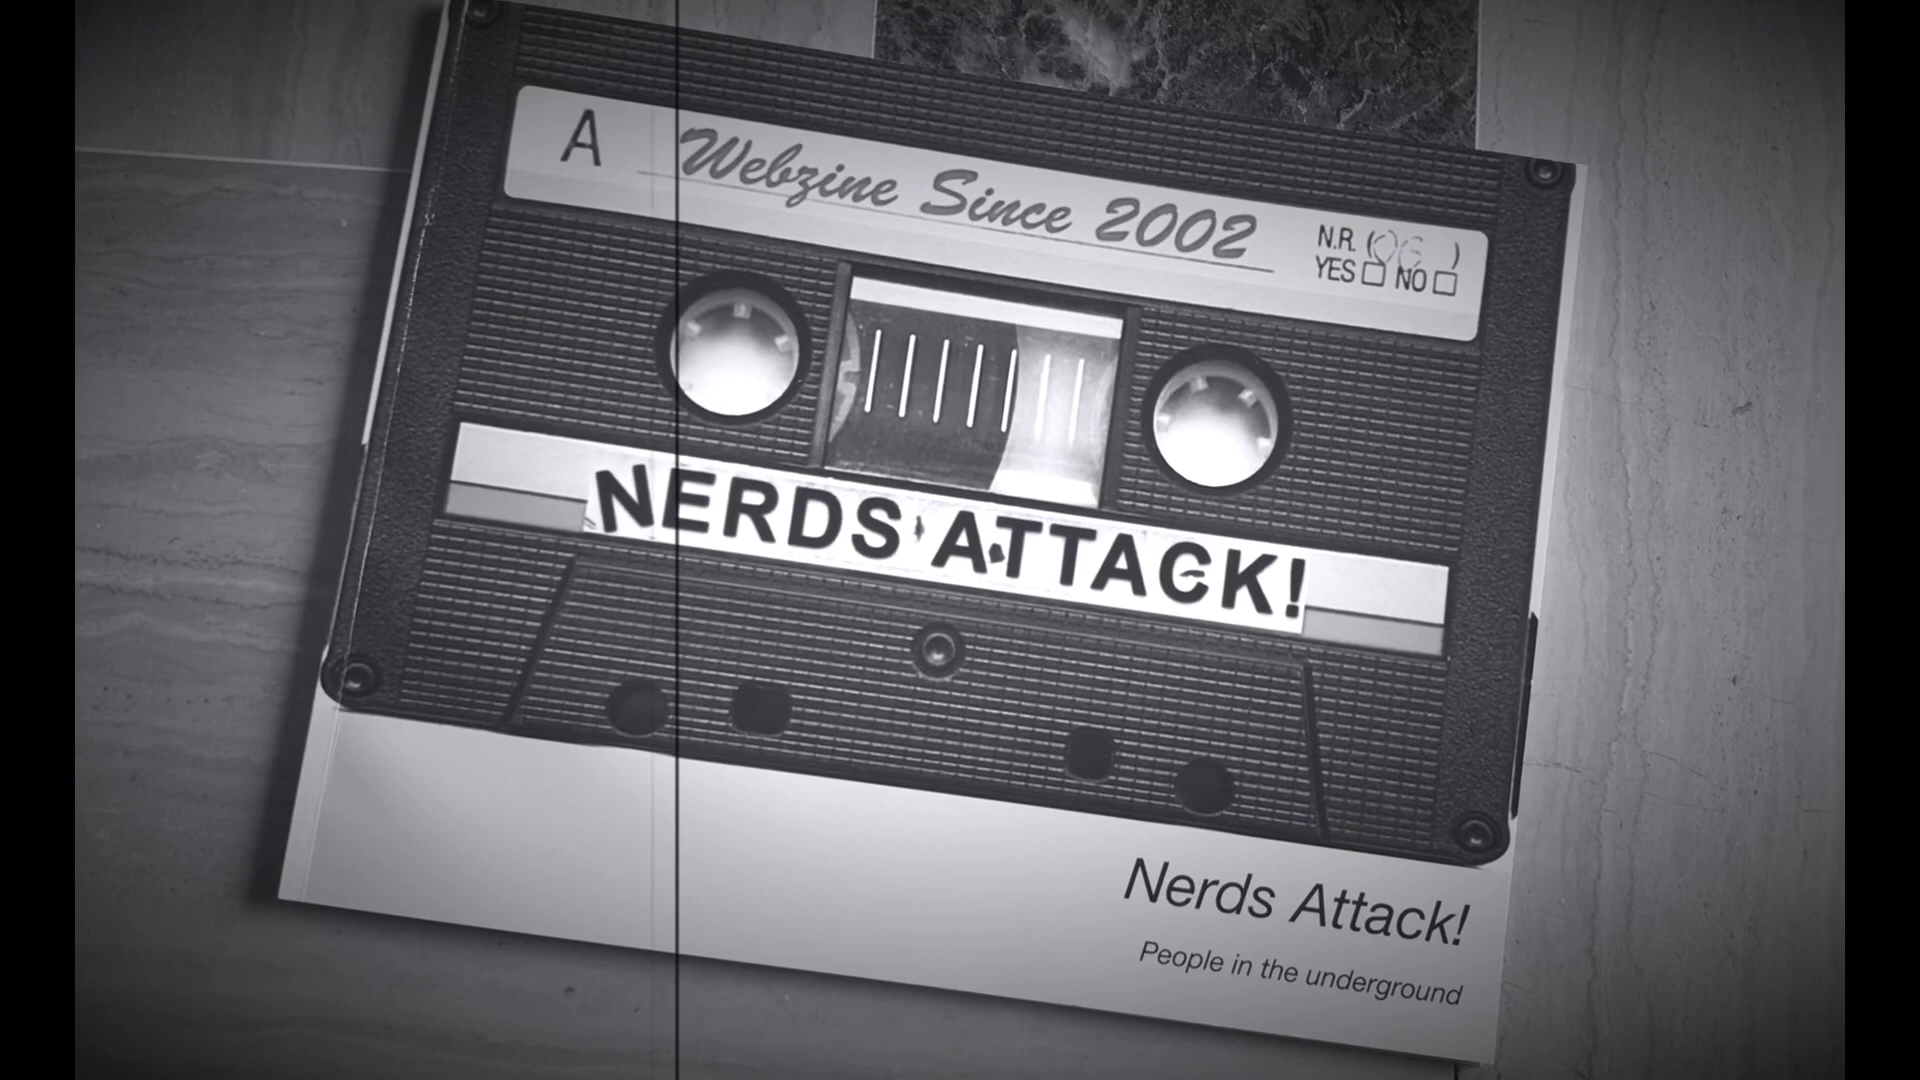 A Webzine Since 2002
N.R. ( )
YES NO
NERDS ATTACK!
Nerds Attack!
People in the underground